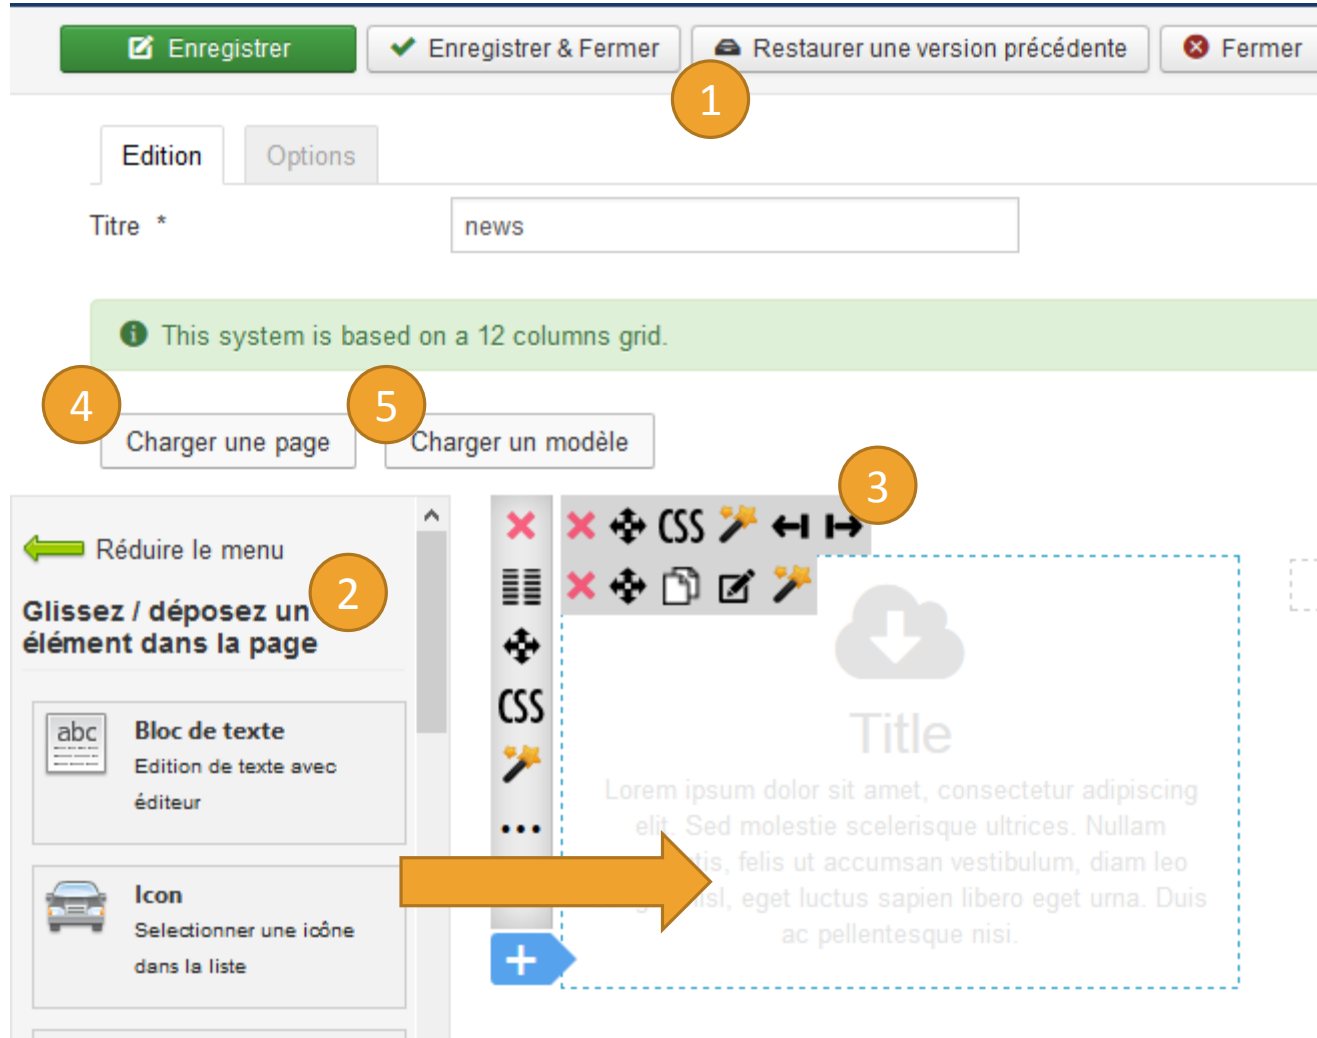 Enregistrer
Enregistrer & Fermer
Restaurer une version précédente
Fermer
1
Edition
Options
Titre *
news
This system is based on a 12 columns grid.
4
5
Charger une page
Charger un modèle
3
Réduire le menu
2
Glissez / déposez un
élément dans la page
CSS
CSS
abc
Bloc de texte
Edition de texte avec
éditeur
Icon
Selectionner une icône
dans la liste
Title
Lorem ipsum dolor sit amet, consectetur adipiscing
elit. Sed molestie scelerisque ultrices. Nullam
felis ut accumsan vestibulum, diam leo
eget luctus sapien libero eget urna. Duis
ac pellentesque nisi.